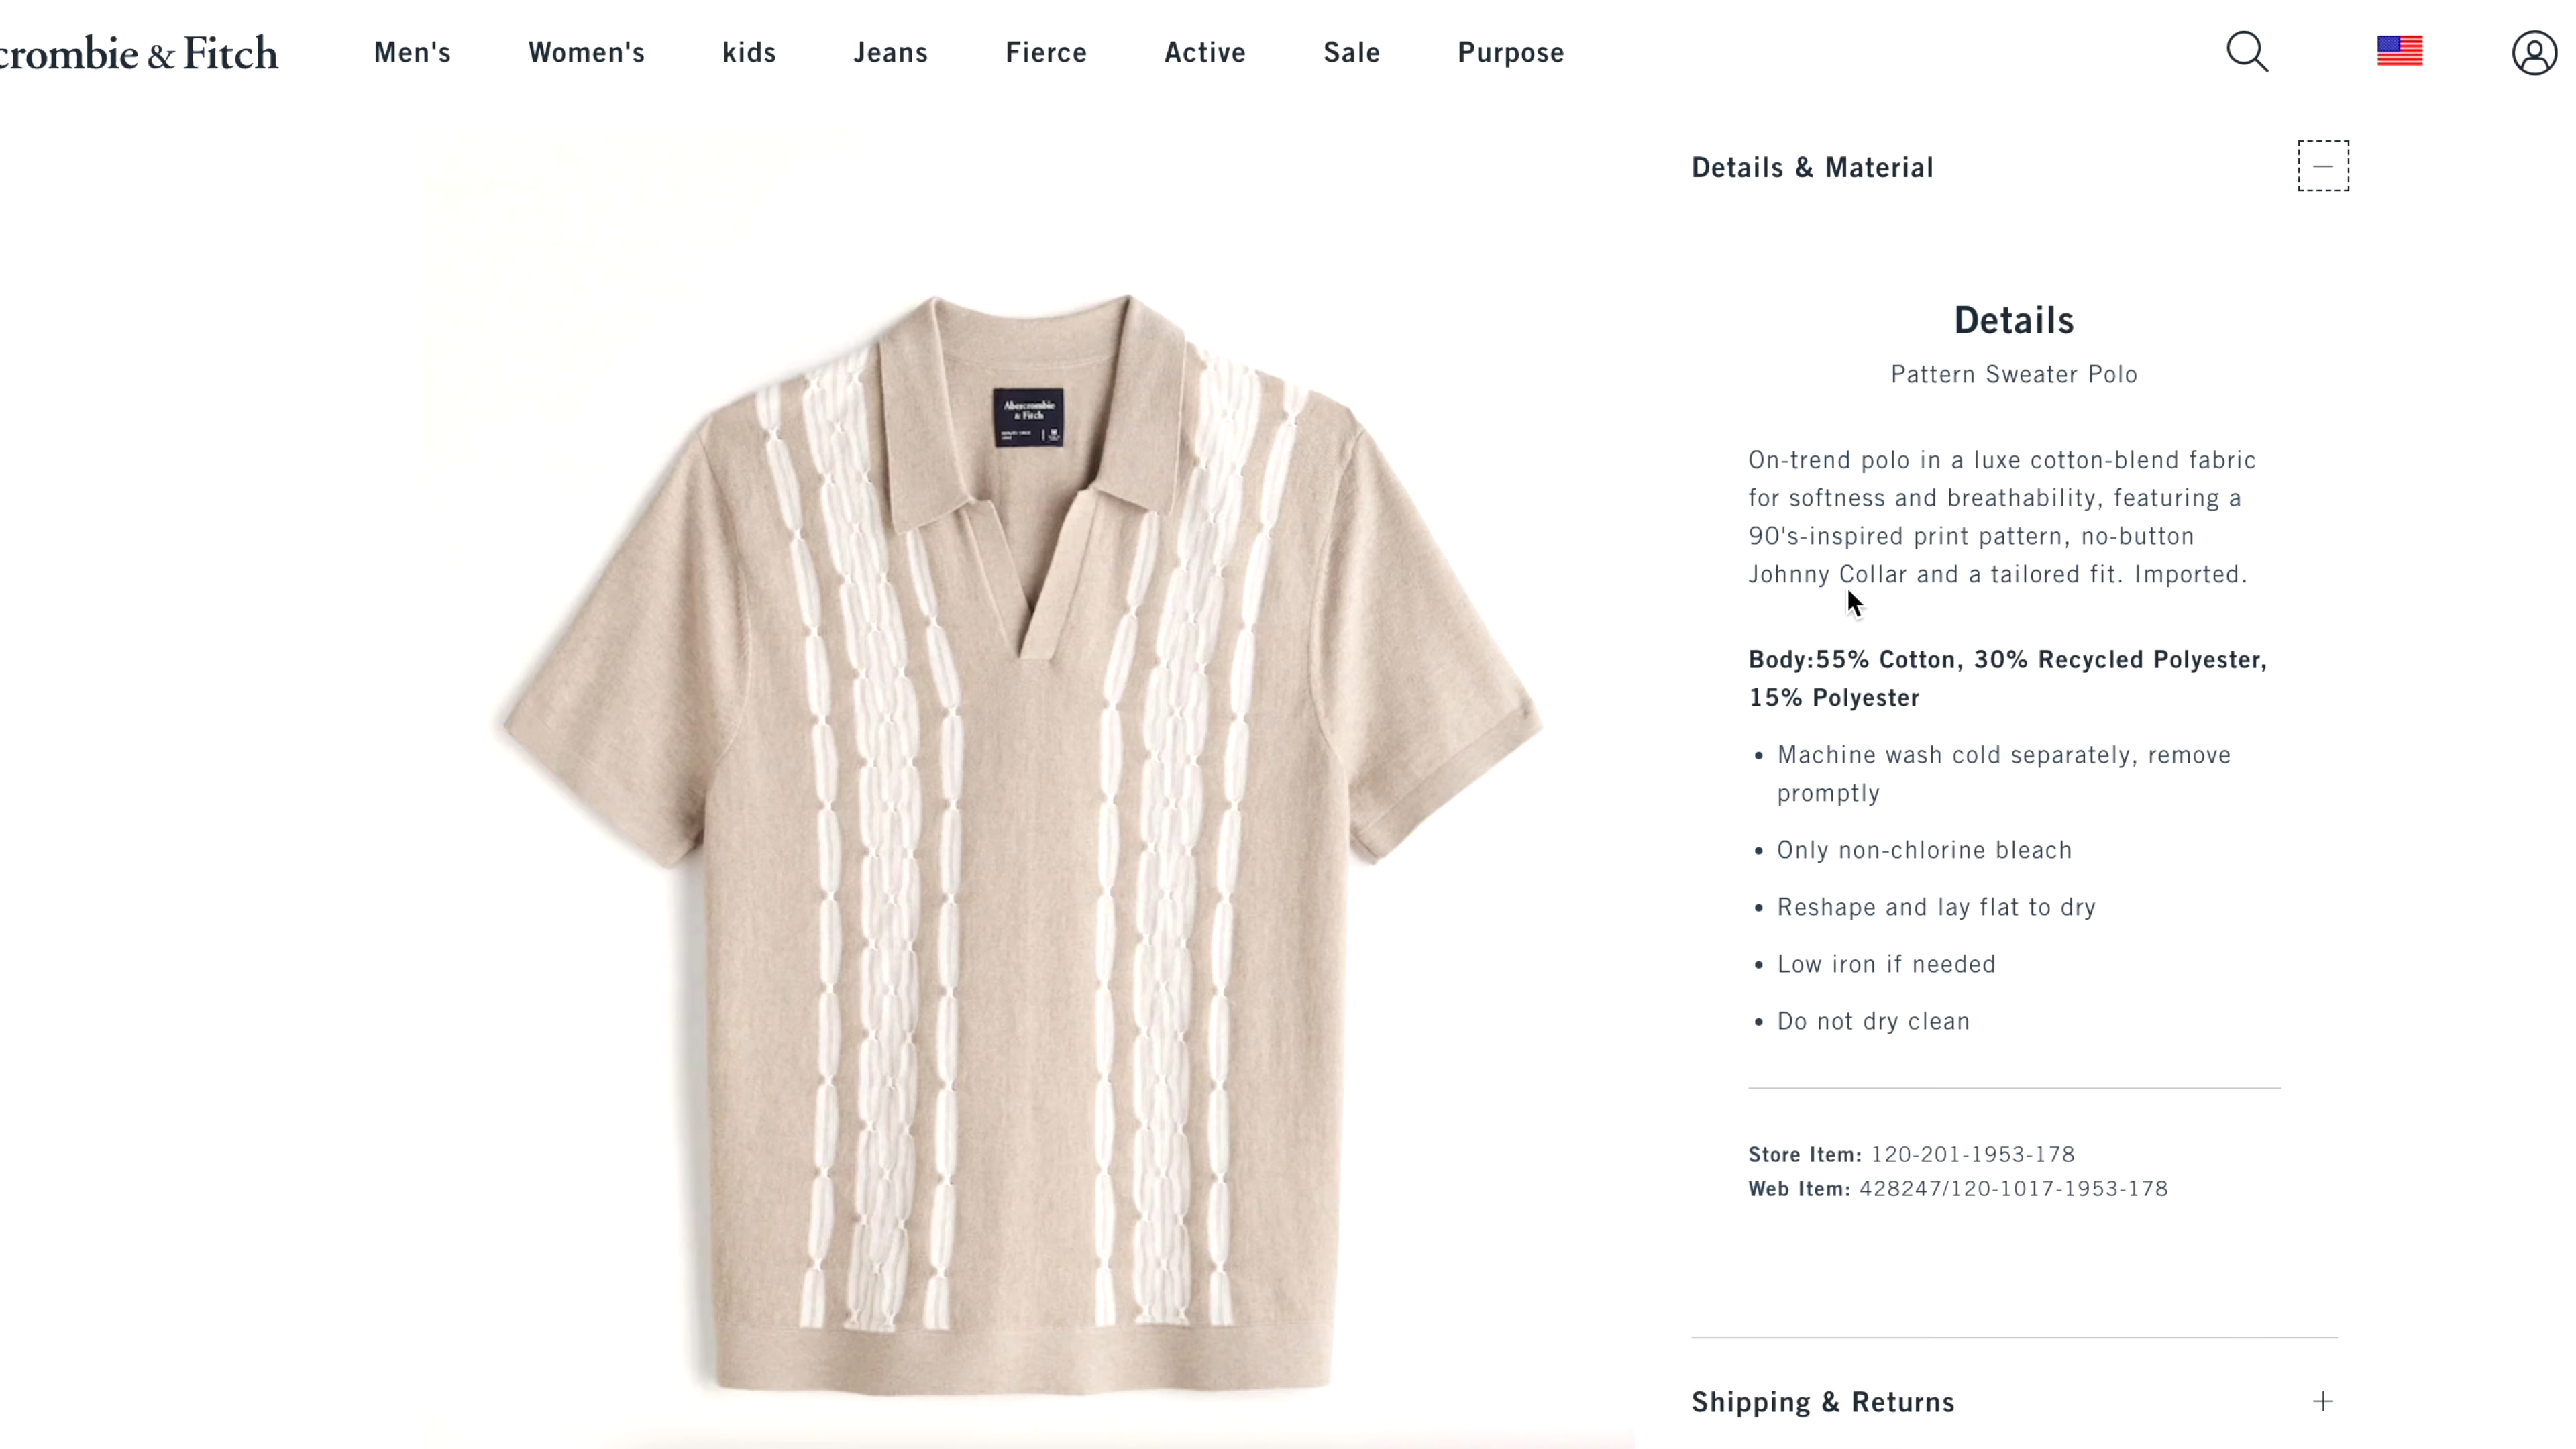 crombie & Fitch
Men's
Women's
kids
Jeans
Fierce
Active
Sale
Purpose
Details & Material
Abercrombie
& Fitch
Details
Pattern Sweater Polo
On-trend polo in a luxe cotton-blend fabric
for softness and breathability, featuring a
90's-inspired print pattern, no-button
Johnny Collar and a tailored fit. Imported.
Body:55% Cotton, 30% Recycled Polyester,
15% Polyester
• Machine wash cold separately, remove
promptly
• Only non-chlorine bleach
• Reshape and lay flat to dry
• Low iron if needed
• Do not dry clean
Store Item: 120-201-1953-178
Web Item: 428247/120-1017-1953-178
Shipping & Returns